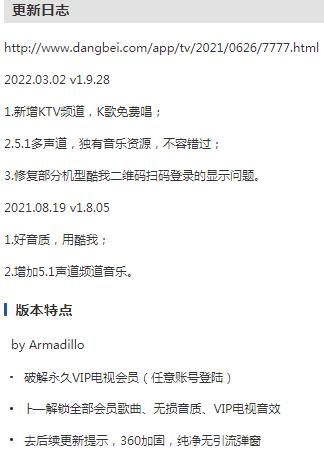 更新日志
http://www.dangbei.com/app/tv/2021/0626/7777.html
2022.03.02 v1.9.28
1.新增KTV频道，K歌免费唱；
2.5.1多声道，独有音乐资源，不容错过；
3.修复部分机型酷我二维码扫码登录的显示问题。
2021.08.19 v1.8.05
1.好音质，用酷我；
2.增加5.1声道频道音乐。
版本特点
by Armadillo
• 破解永久VIP电视会员（任意账号登陆）
• ├—解锁全部会员歌曲、无损音质、VIP电视音效
• 去后续更新提示，360加固，纯净无引流弹窗